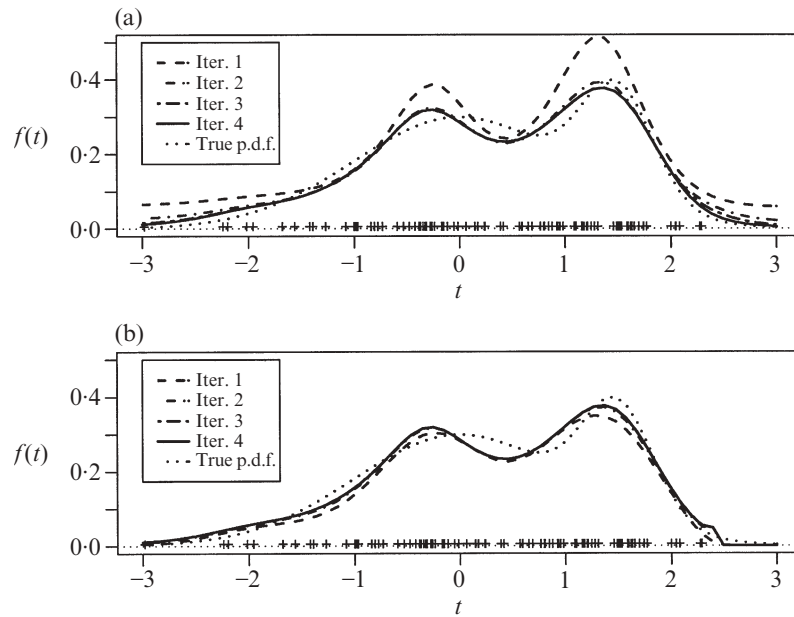 (a)
Iter. 1
Iter. 2
Iter. 3
Iter. 4
True p.d.f.
f(t)
0·4
0·2
0·0
−3 −2 −1 0 1 2 3
t
(b)
Iter. 1
Iter. 2
Iter. 3
Iter. 4
True p.d.f.
f(t)
0·4
0·2
0·0
−3 −2 −1 0 1 2 3
t